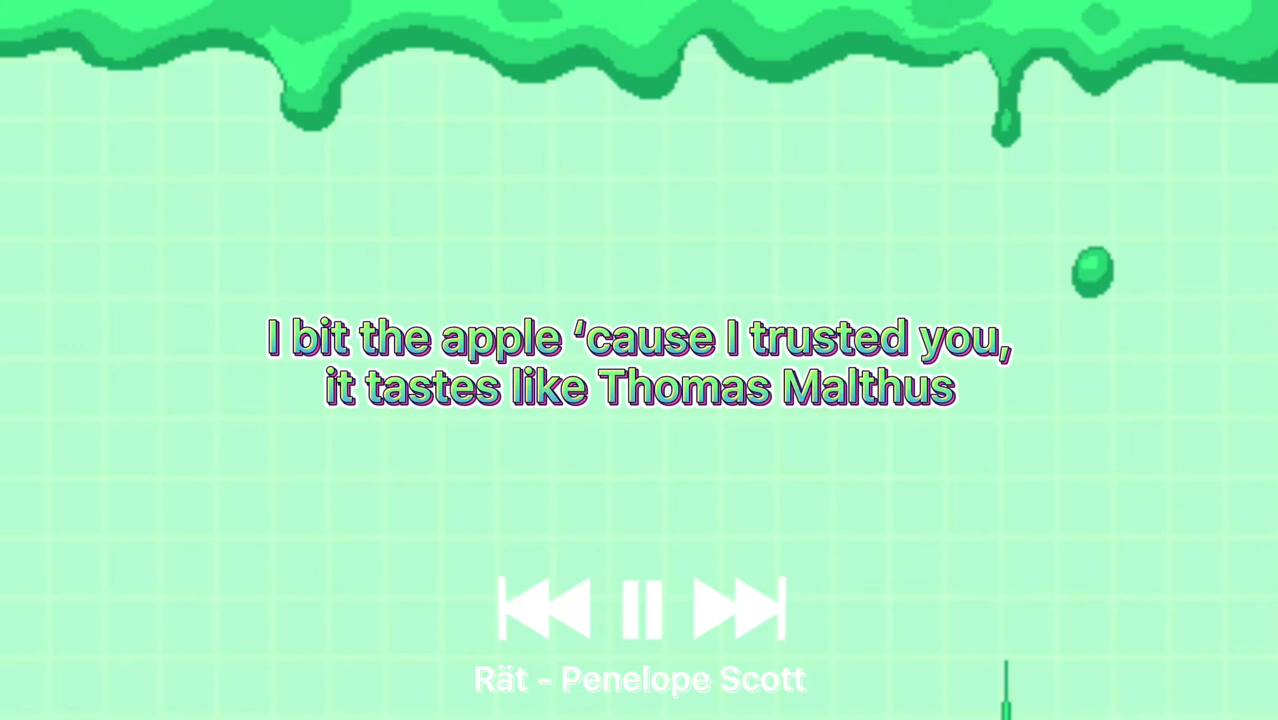 I bit the apple ‘cause I trusted you,
it tastes like Thomas Malthus
Rät - Penelope Scott